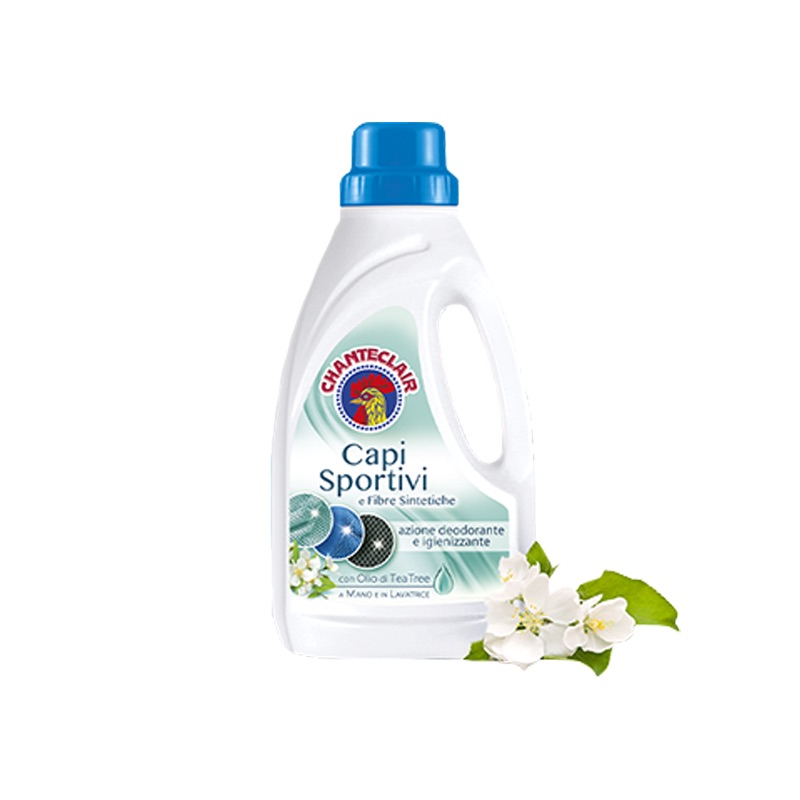 CHANTECLAIR
Capi
Sportivi
e Fibre Sintetiche
azione deodorante
e igienizzante
con Olio di Tea Tree
A MANO E IN LAVATRICE